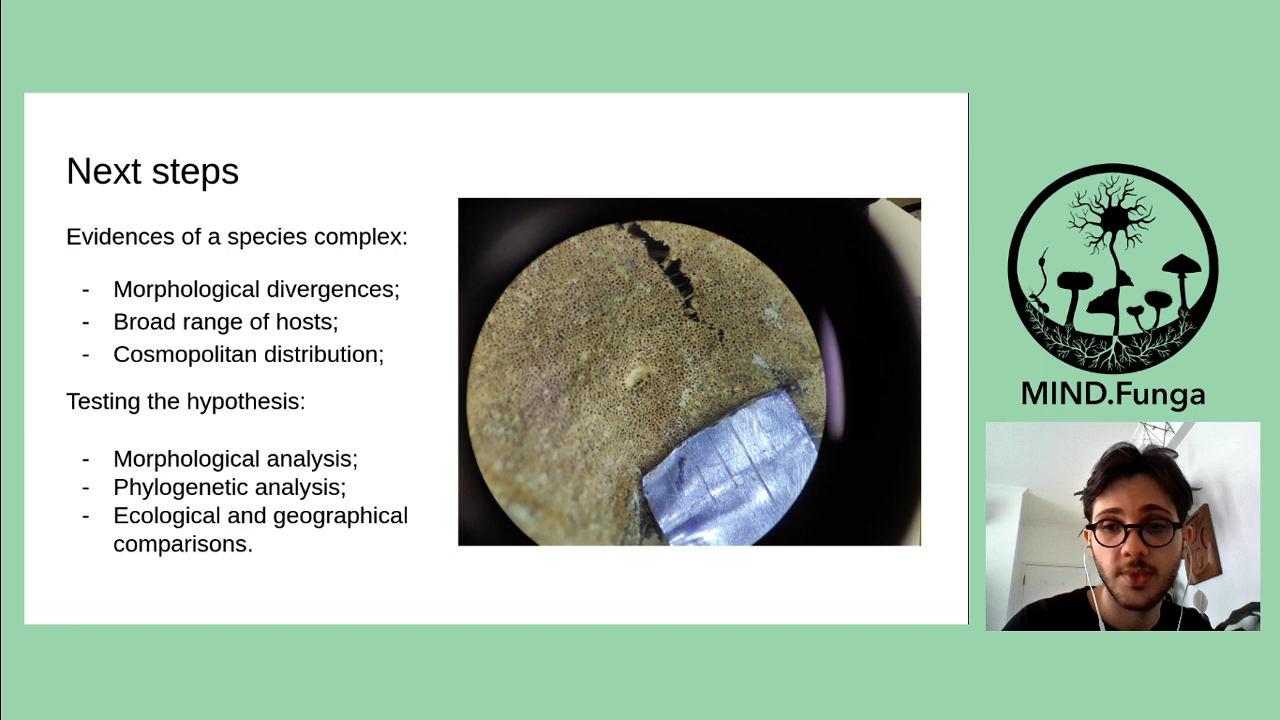 Next steps
Evidences of a species complex:
- Morphological divergences;
- Broad range of hosts;
- Cosmopolitan distribution;
Testing the hypothesis:
- Morphological analysis;
- Phylogenetic analysis;
- Ecological and geographical
comparisons.
MIND.Funga